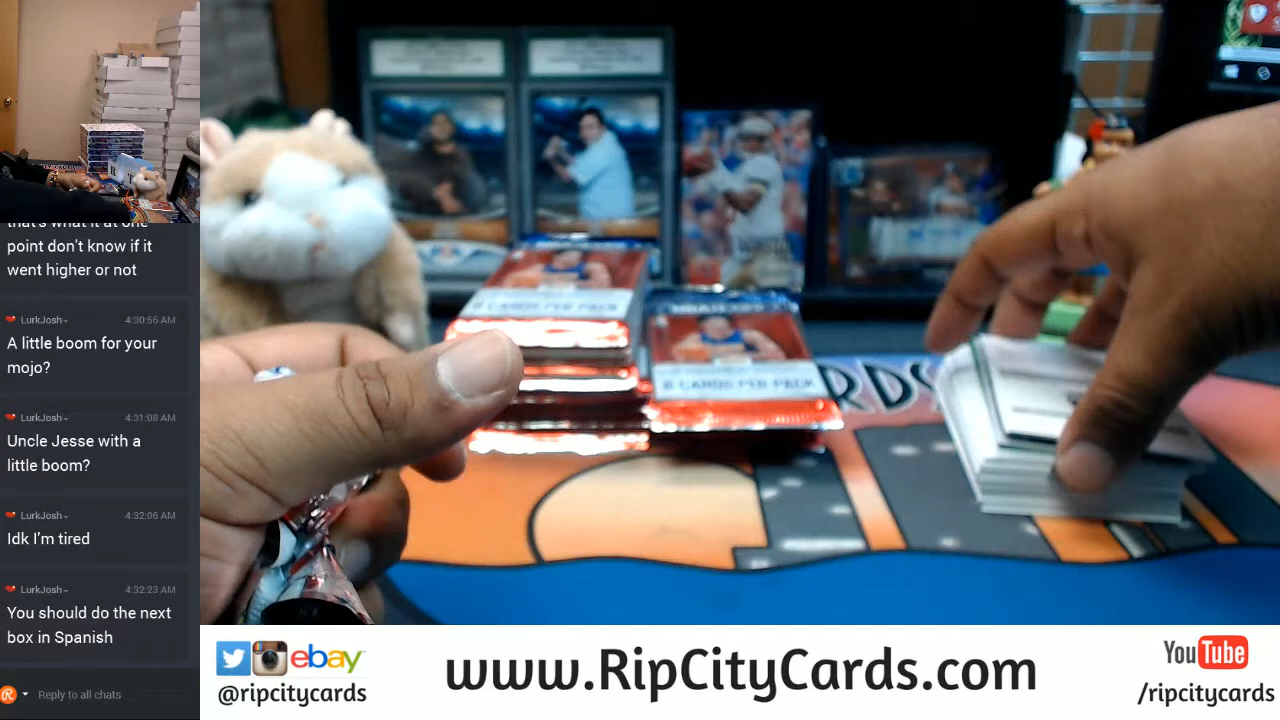 that's what it at one
point don't know if it
went higher or not
LurkJosh
4:30:56 AM
A little boom for your
mojo?
LurkJosh
4:31:08 AM
Uncle Jesse with a
little boom?
LurkJosh
4:32:06 AM
Idk I'm tired
LurkJosh
4:32:23 AM
You should do the next
box in Spanish
Reply to all chats
8 CARDS PER PACK
8 CARDS PER PACK
RDS
ebay
@ripcitycards
www.RipCityCards.com
YouTube
/ripcitycards